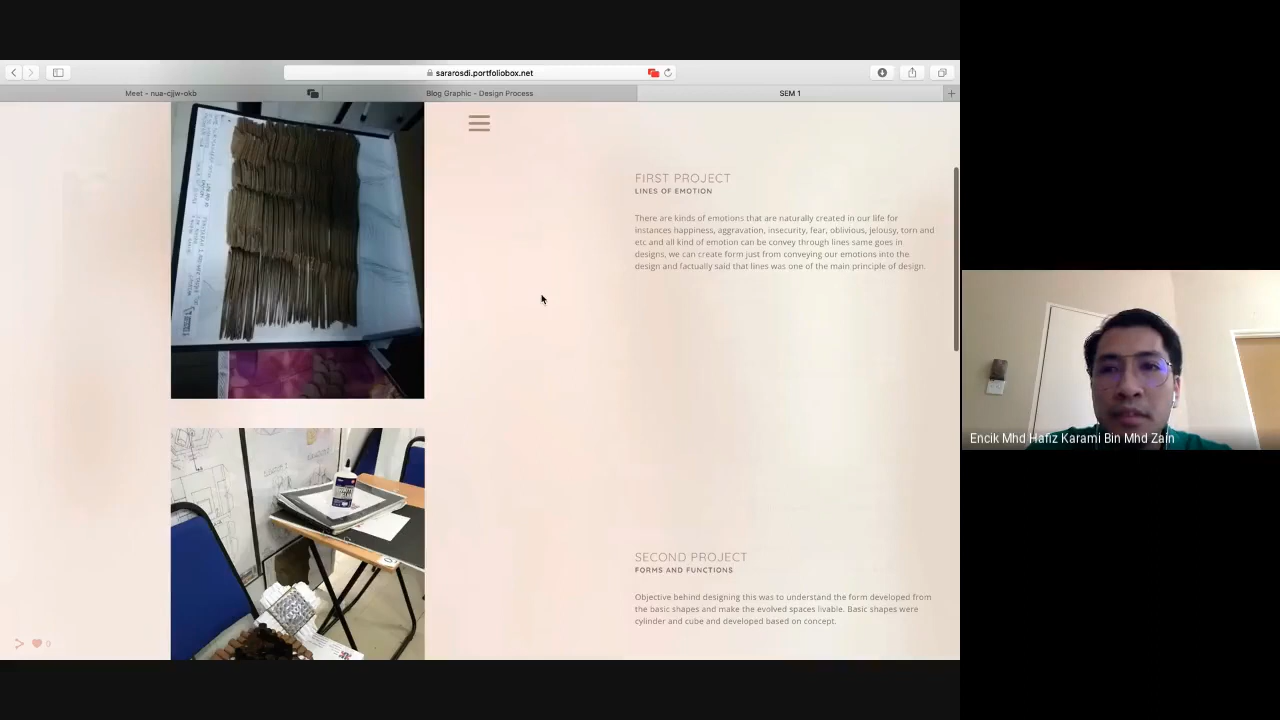 sararosdi.portfoliobox.net
Meet - nua-cjjw-okb
Blog Graphic - Design Process
SEM 1
FIRST PROJECT
LINES OF EMOTION
There are kinds of emotions that are naturally created in our life for
instances happiness, aggravation, insecurity, fear, oblivious, jelousy, torn and
etc and all kind of emotion can be convey through lines same goes in
designs, we can create form just from conveying our emotions into the
design and factually said that lines was one of the main principle of design.
SECOND PROJECT
FORMS AND FUNCTIONS
Objective behind designing this was to understand the form developed from
the basic shapes and make the evolved spaces livable. Basic shapes were
cylinder and cube and developed based on concept.
0
Encik Mhd Hafiz Karami Bin Mhd Zain